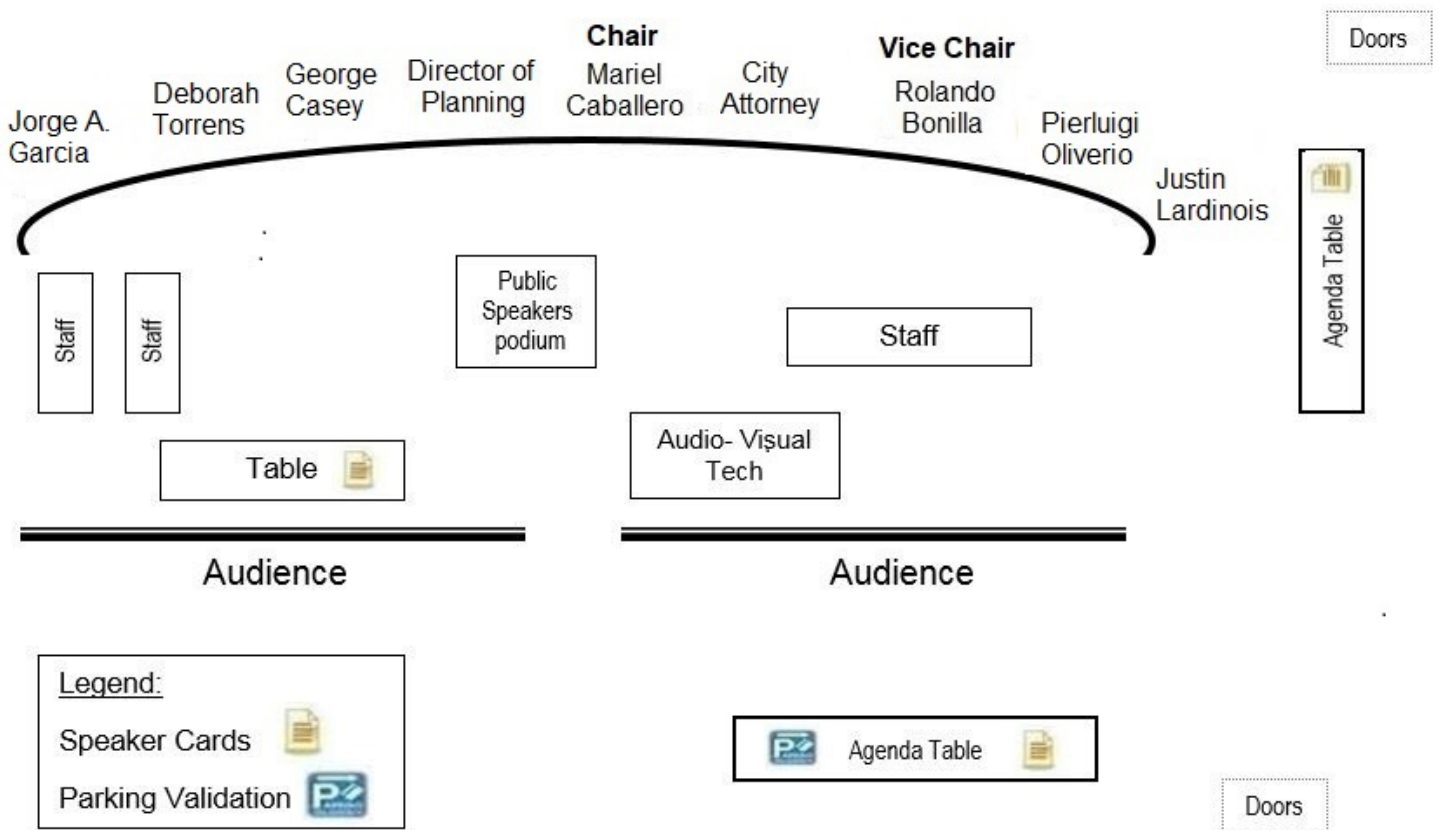 Chair
Vice Chair
Doors
Jorge A.
Garcia
Deborah
Torrens
George
Casey
Director of
Planning
Mariel
Caballero
City
Attorney
Rolando
Bonilla
Pierluigi
Oliverio
Justin
Lardinois
Agenda Table
Staff
Staff
Public
Speakers
podium
Staff
Table
Audio- Visual
Tech
Audience
Audience
Legend:
Speaker Cards
Parking Validation
P
Agenda Table
P
Doors